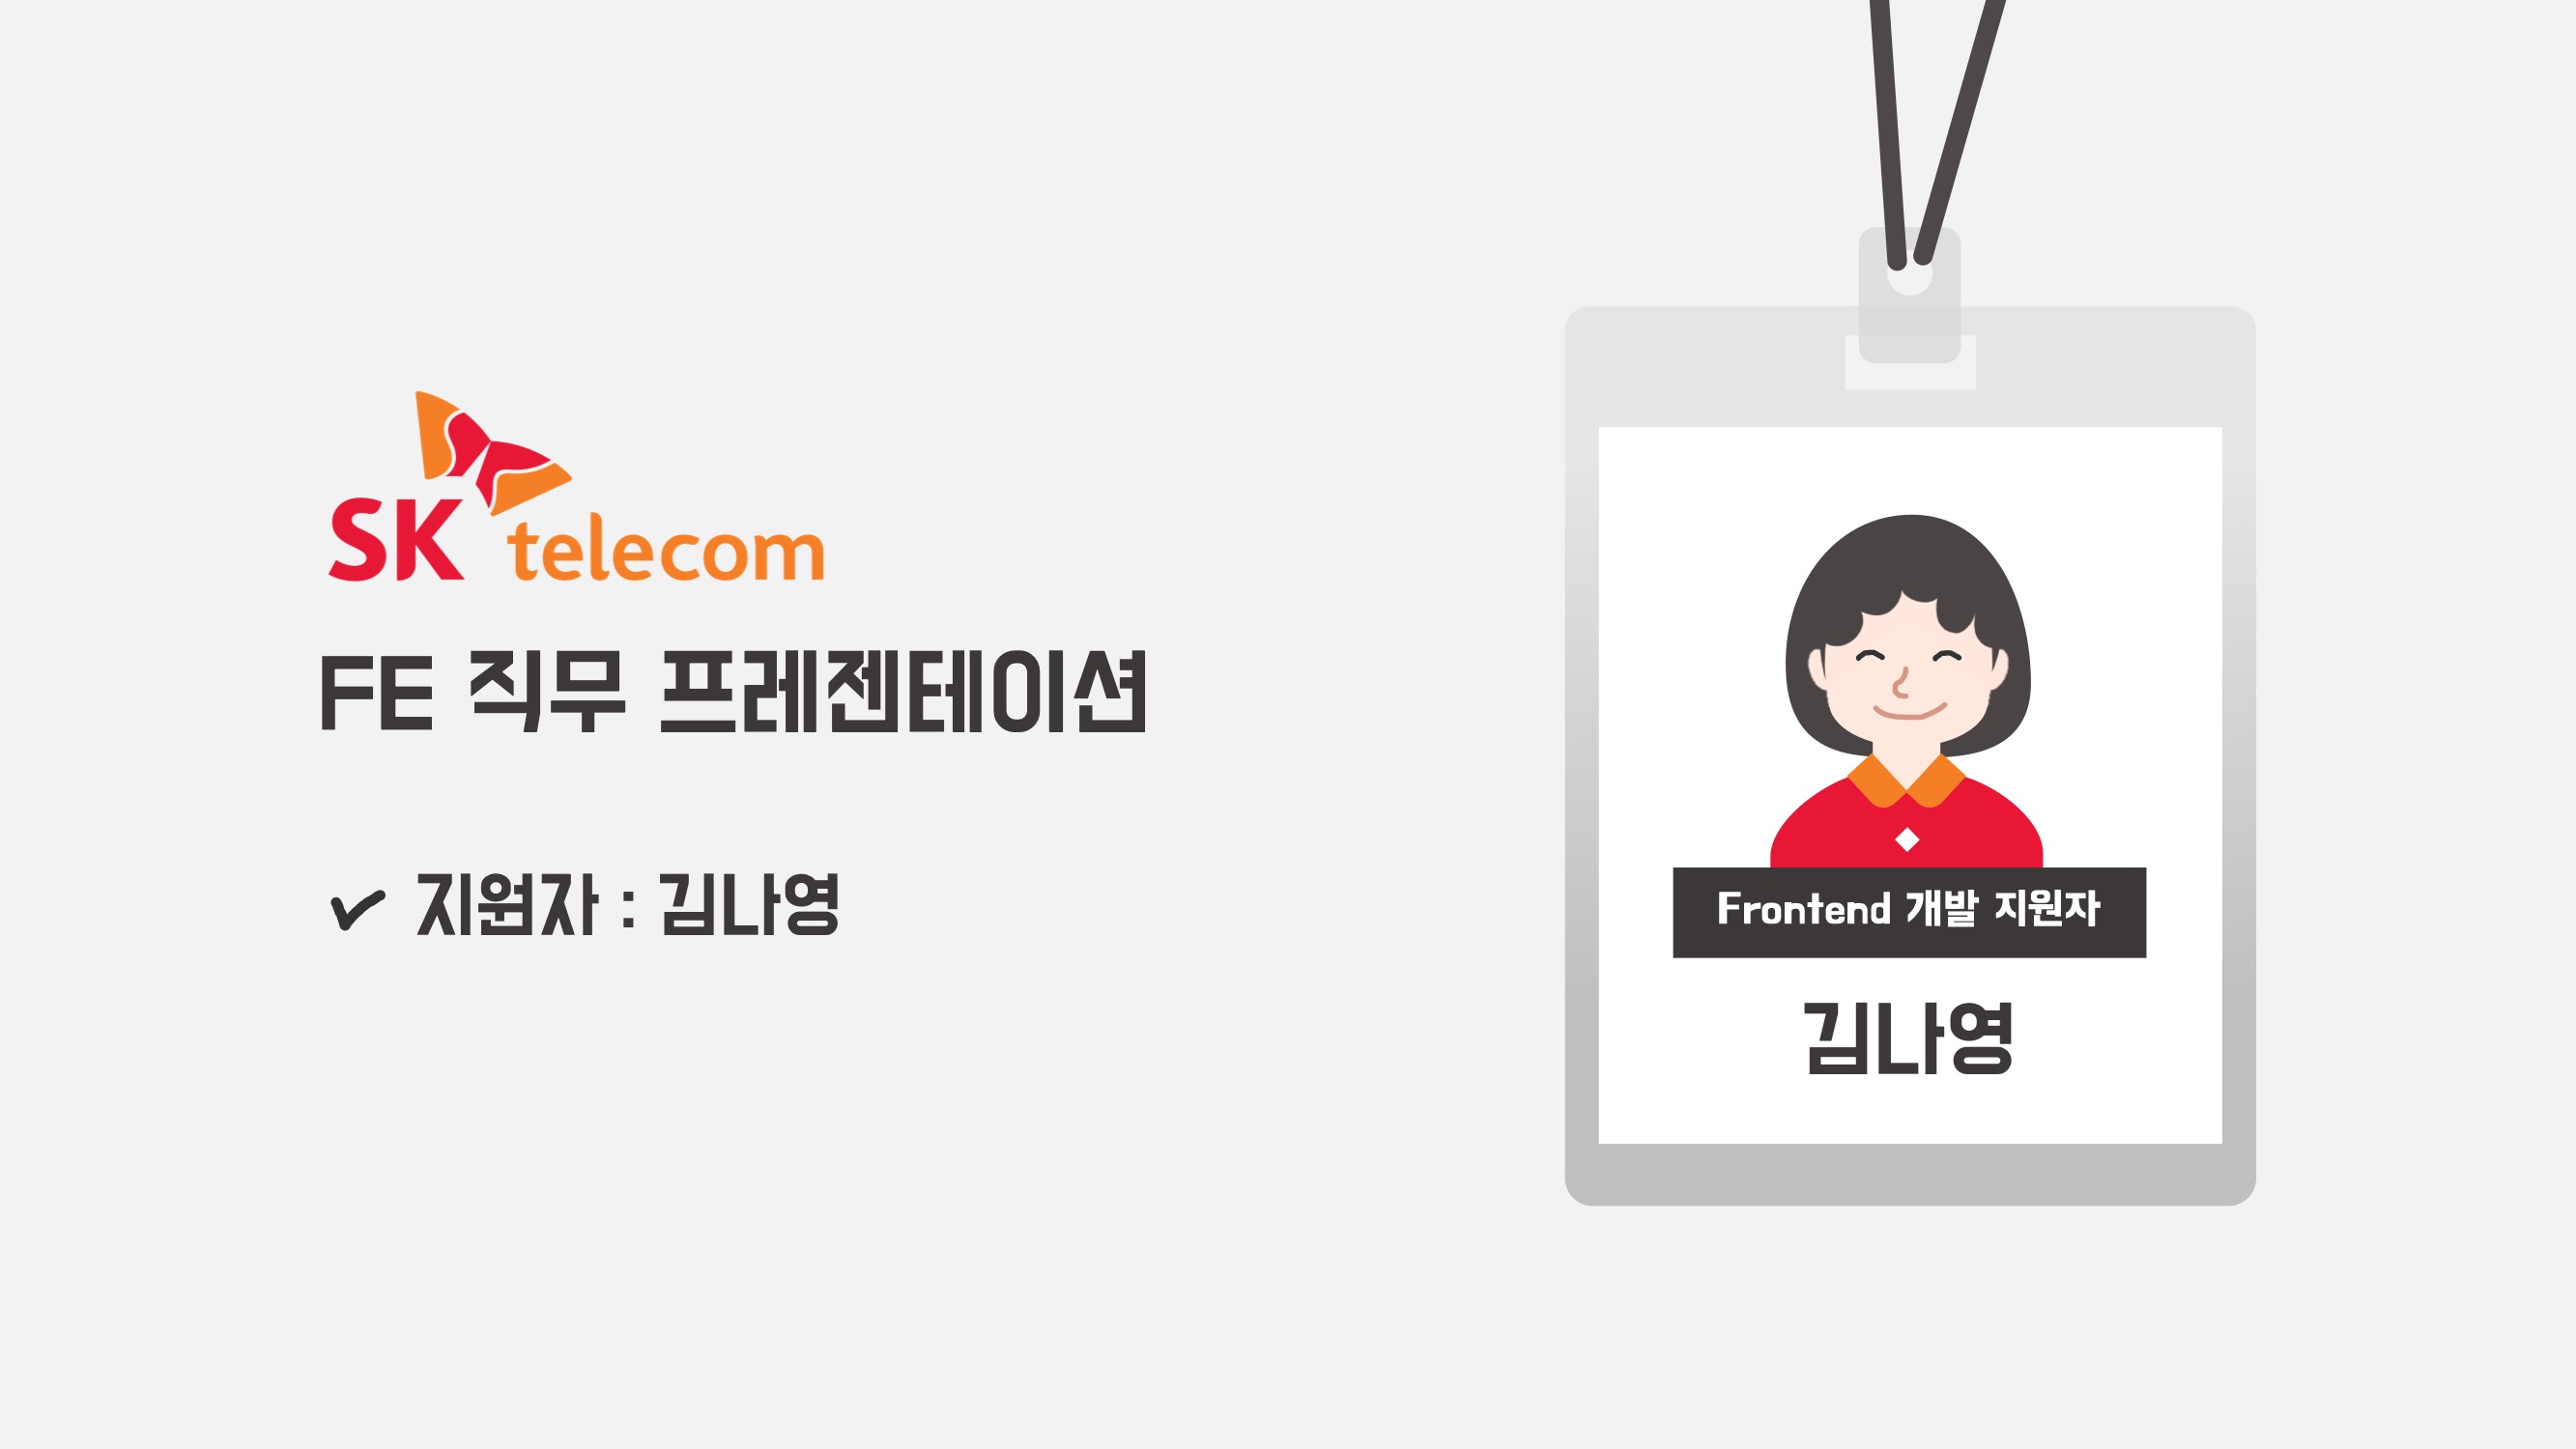 SK telecom
FE 직무 프레젠테이션
✔ 지원자 : 김나영
Frontend 개발 지원자
김나영